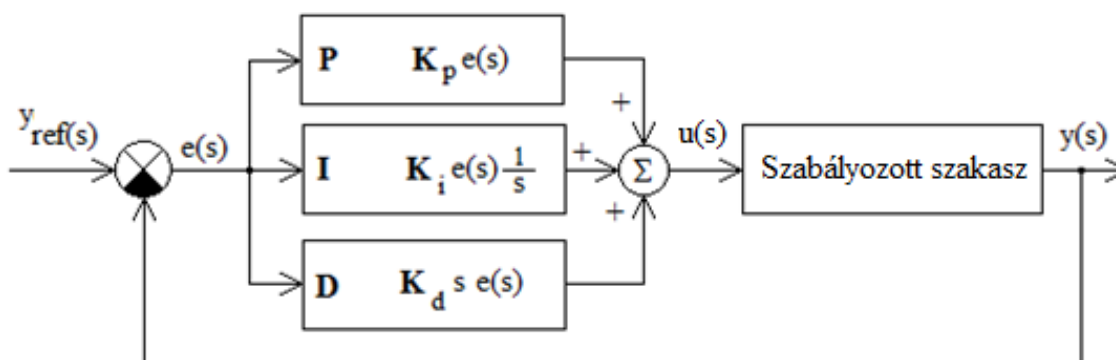 P K_p e(s)
+
y_ref(s)
e(s)
I K_i e(s) 1/s
+
Σ
u(s)
Szabályozott szakasz
y(s)
+
D K_d s e(s)